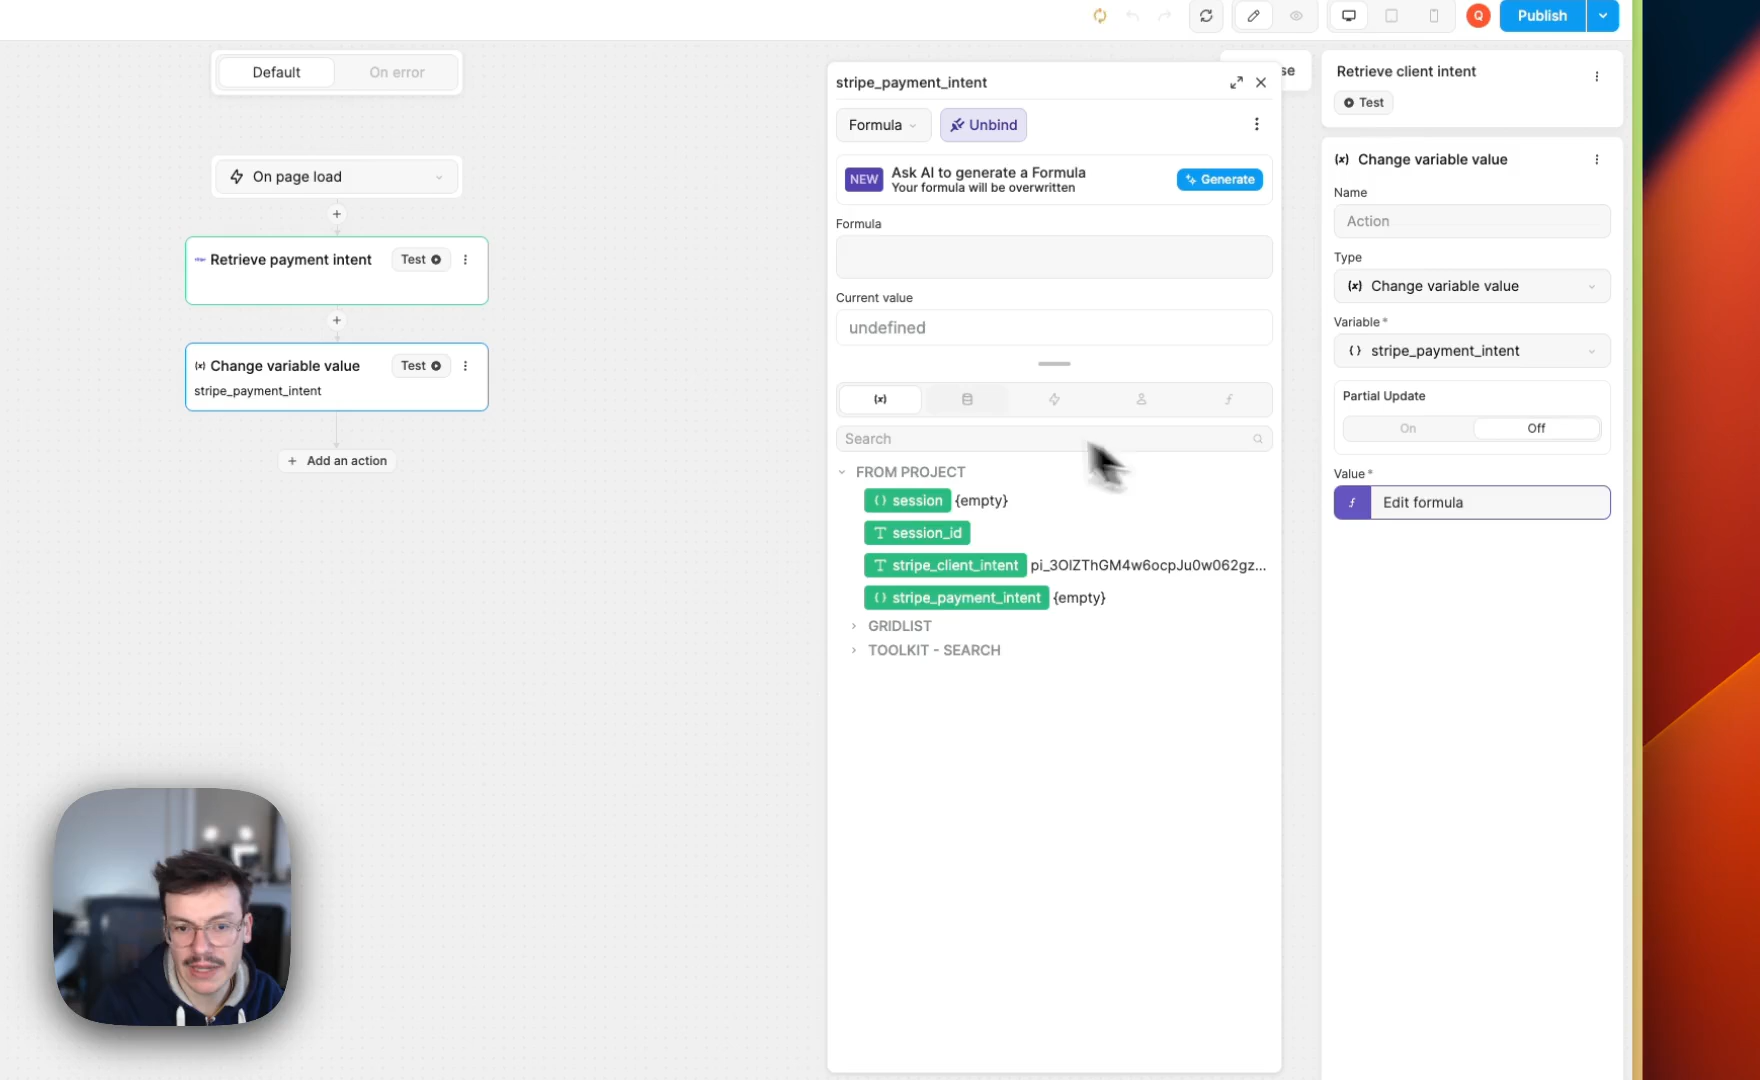 Q
Publish
Default
On error
On page load
Retrieve payment intent
Test
Change variable value
Test
stripe_payment_intent
+ Add an action
stripe_payment_intent
Formula
Unbind
NEW
Ask AI to generate a Formula
Your formula will be overwritten
Generate
Formula
Current value
undefined
Search
FROM PROJECT
session {empty}
session_id
stripe_client_intent pi_3OlZThGM4w6ocpJu0w062gz...
stripe_payment_intent {empty}
GRIDLIST
TOOLKIT - SEARCH
se
Retrieve client intent
Test
(x) Change variable value
Name
Action
Type
(x) Change variable value
Variable*
stripe_payment_intent
Partial Update
On
Off
Value*
Edit formula